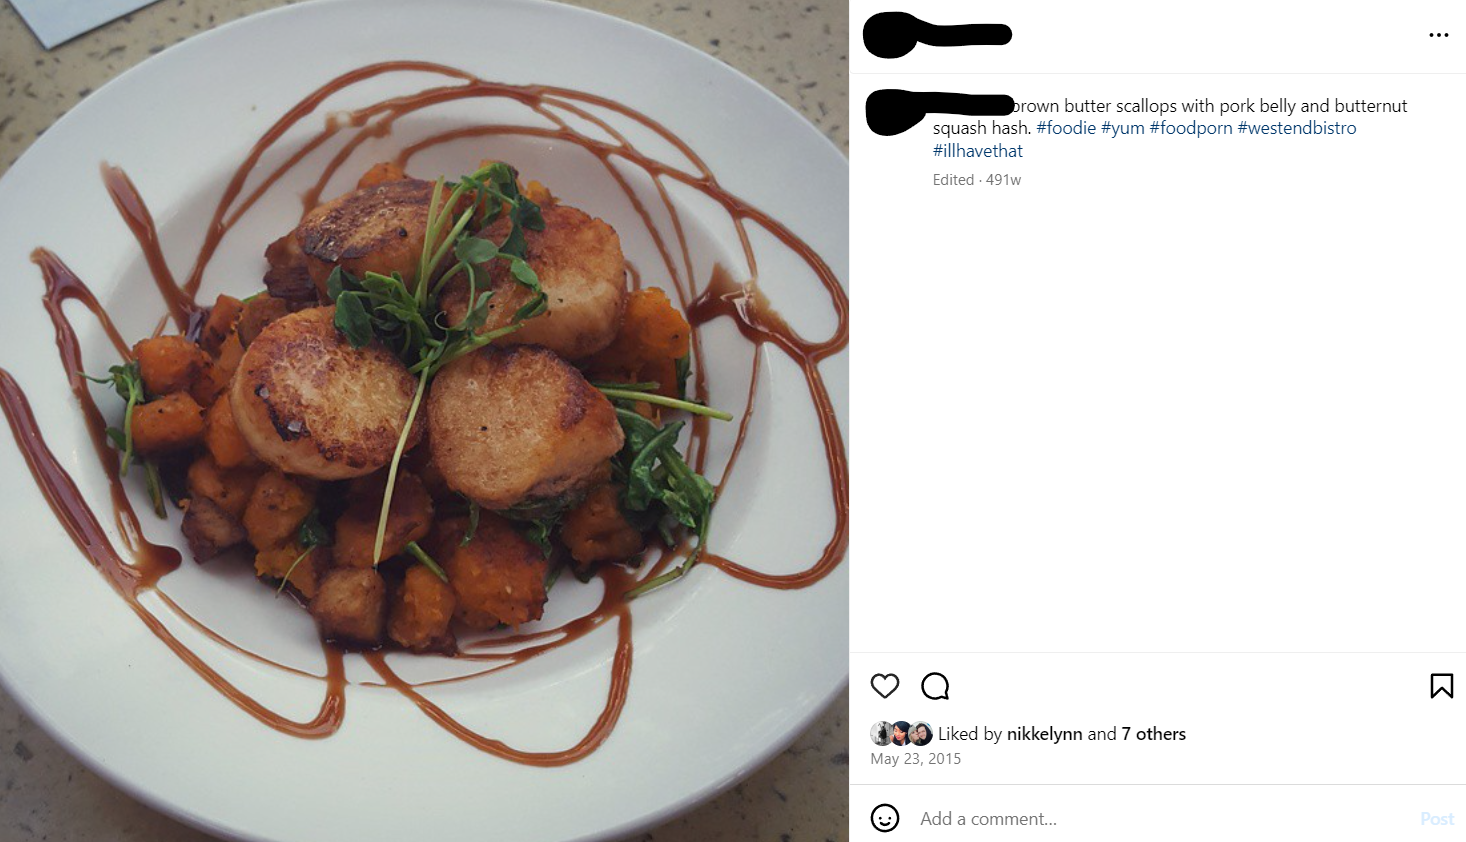 brown butter scallops with pork belly and butternut
squash hash. #foodie #yum #foodporn #westendbistro
#illhavethat
Edited · 491w
Liked by nikkelynn and 7 others
May 23, 2015
Add a comment...
Post